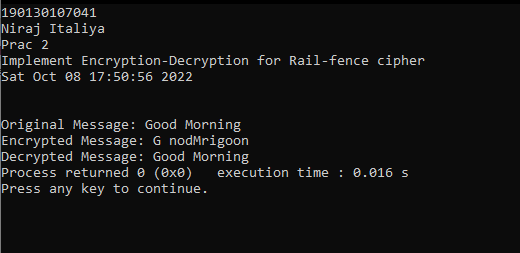 190130107041
Niraj Italiya
Prac 2
Implement Encryption-Decryption for Rail-fence cipher
Sat Oct 08 17:50:56 2022
Original Message: Good Morning
Encrypted Message: G nodMrigoon
Decrypted Message: Good Morning
Process returned 0 (0x0)   execution time : 0.016 s
Press any key to continue.